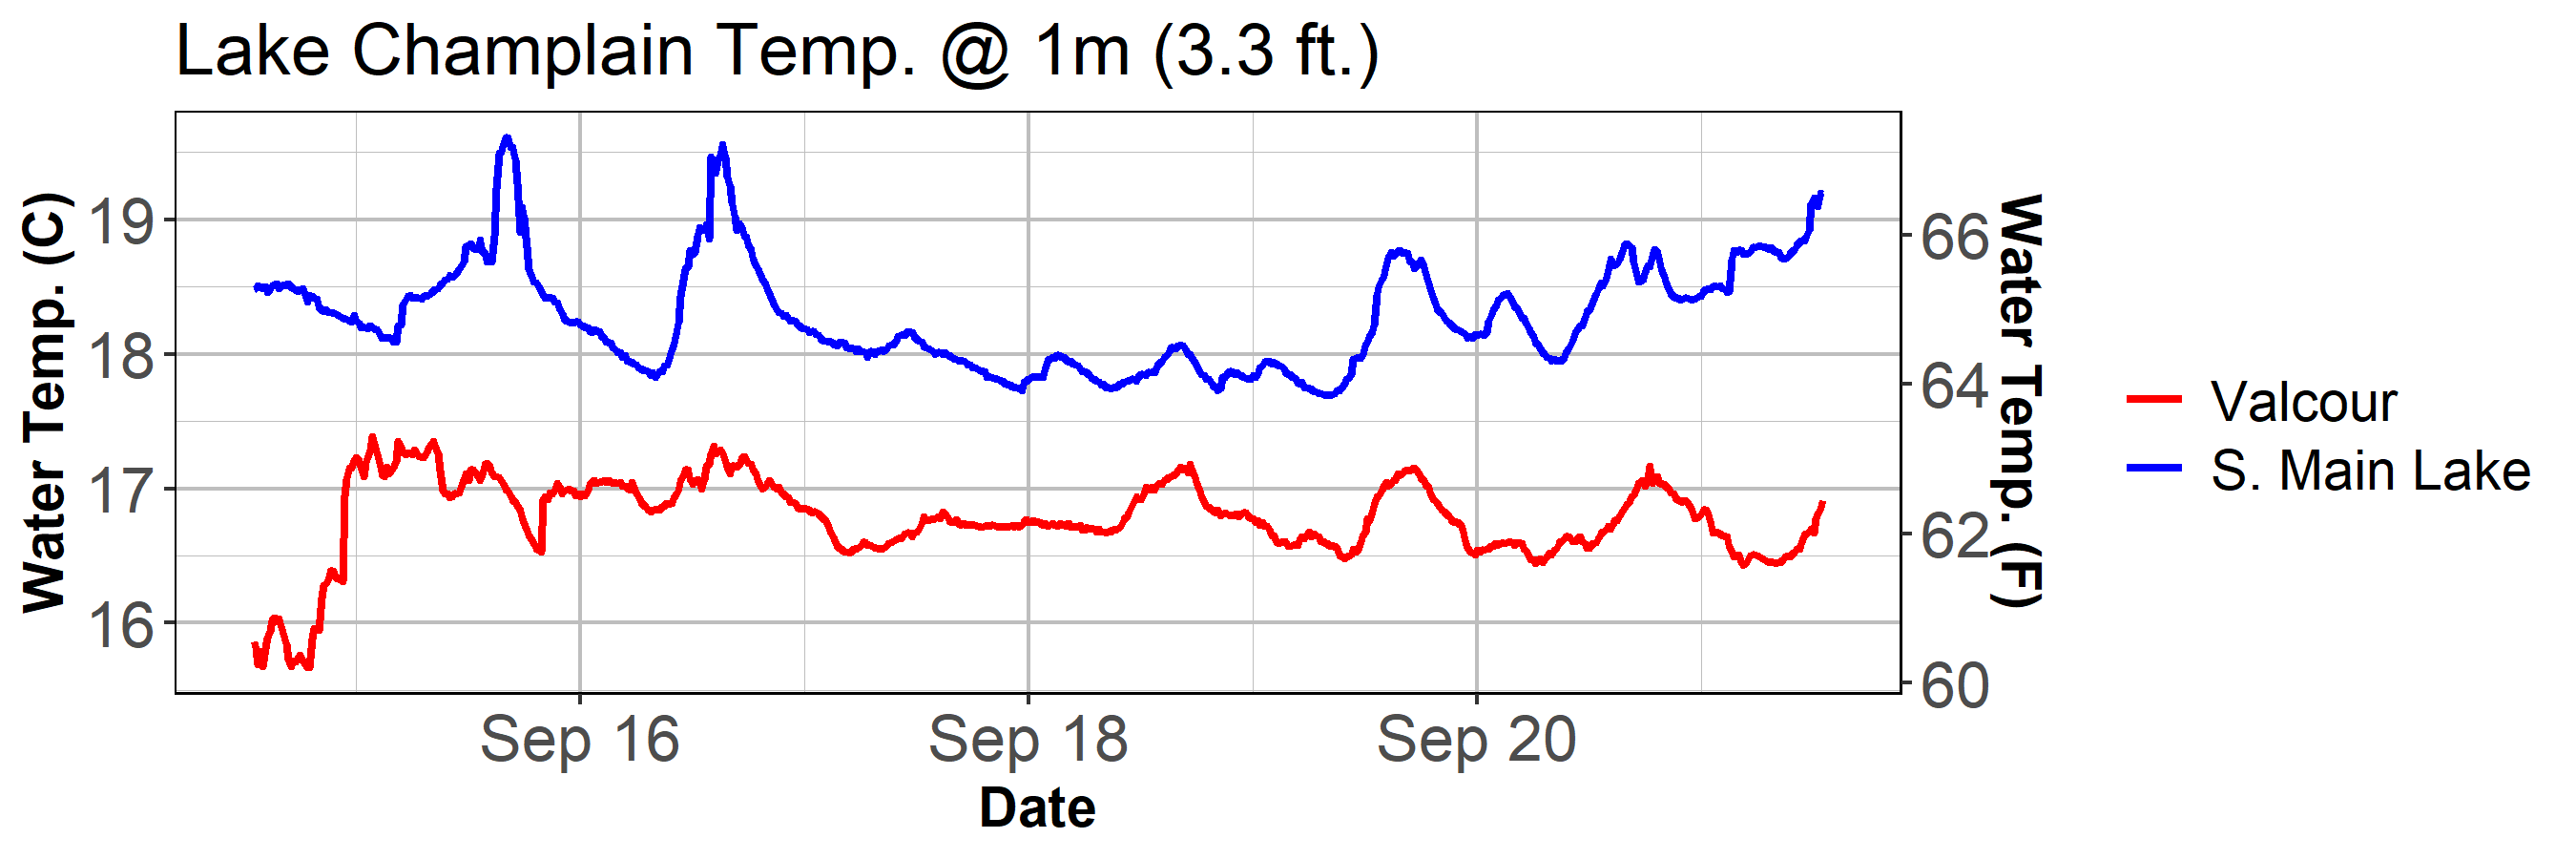 Lake Champlain Temp. @ 1m (3.3 ft.)
Water Temp. (C)
19
18
17
16
66
64
62
60
Water Temp. (F)
Sep 16
Sep 18
Sep 20
Date
Valcour
S. Main Lake